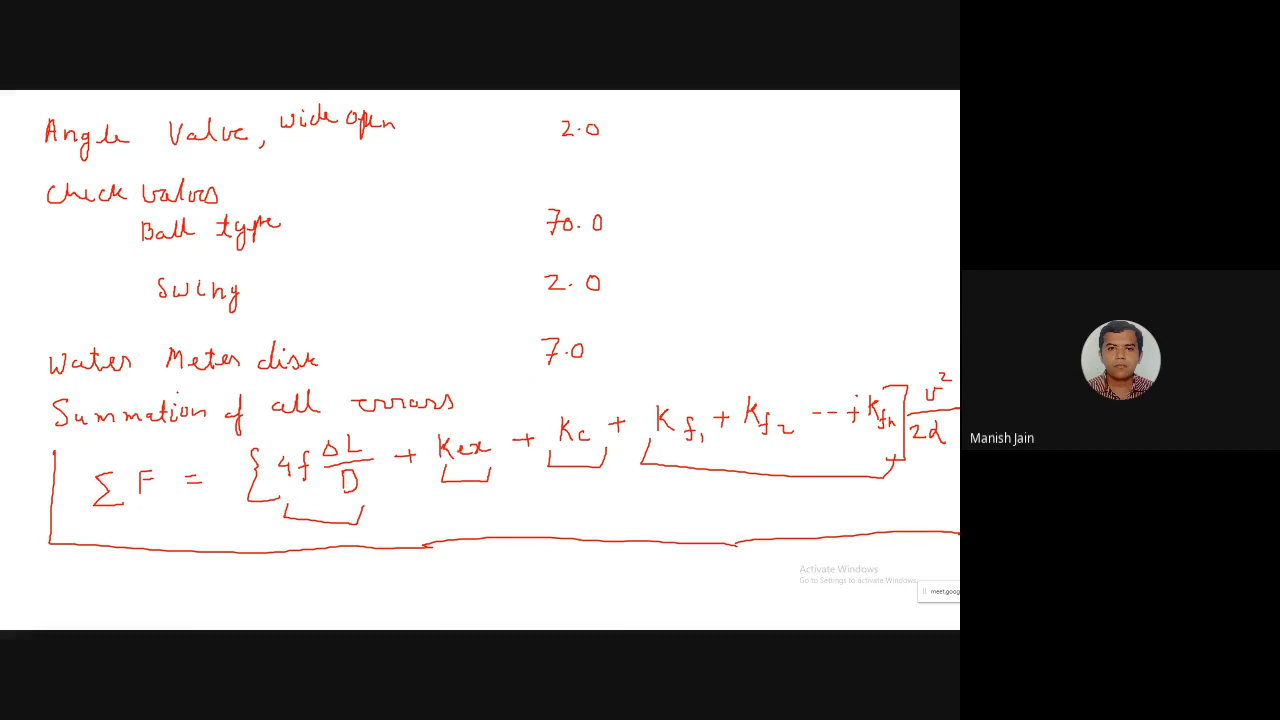 Angle Valve, wide open 2.0
Check valves
Ball type 70.0
Swing 2.0
Water Meter disk 7.0
Summation of all errors
∑F = {4f ΔL/D + Kex + Kc + Kf1 + Kf2 --+ Kfn] v²/2α
Manish Jain
Activate Windows
Go to Settings to activate Windows.
meet.goog